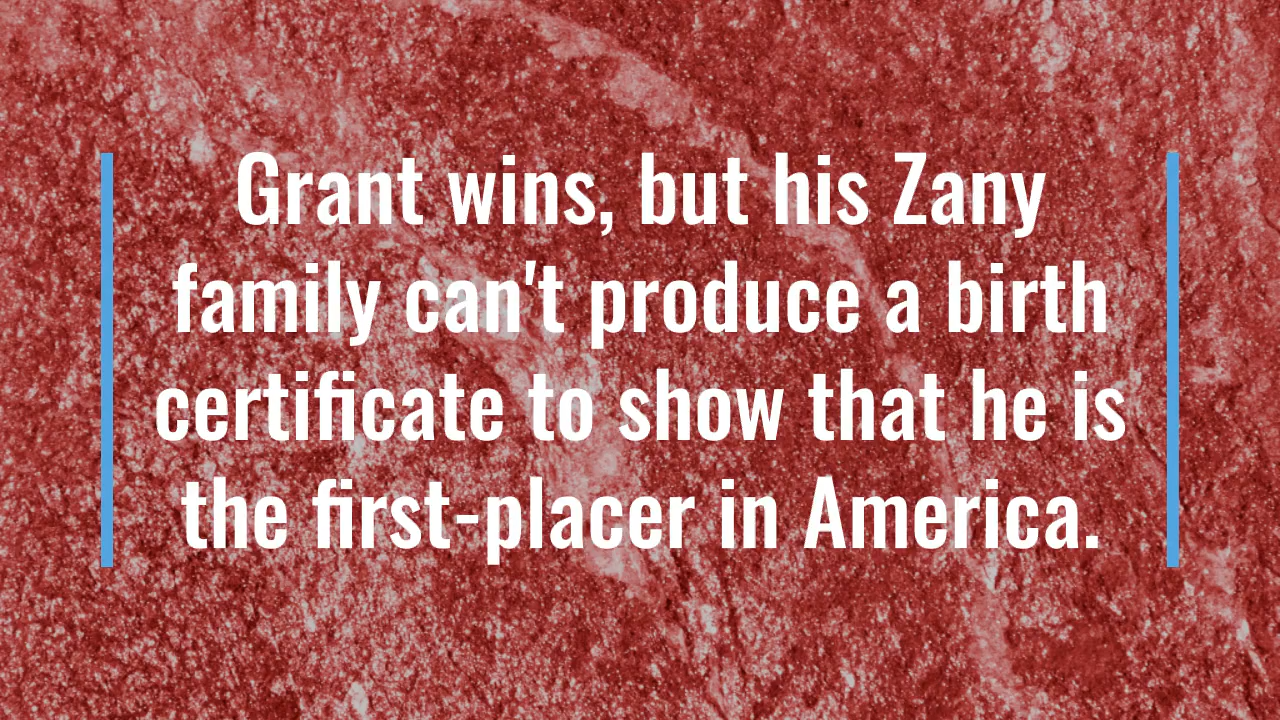 Grant wins, but his Zany
family can't produce a birth
certificate to show that he is
the first-placer in America.